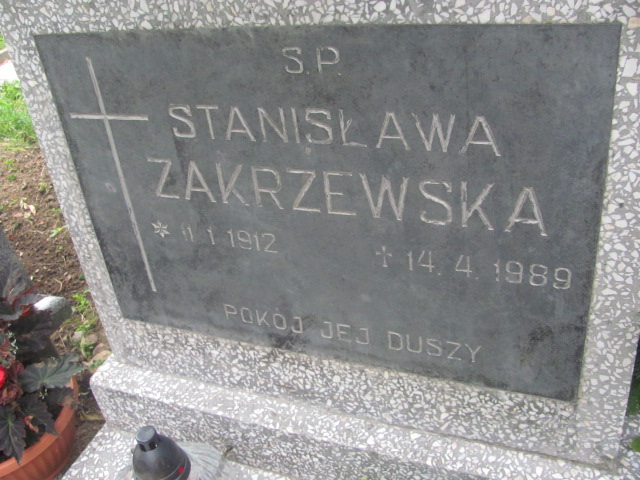 Ś.P.
STANISŁAWA
ZAKRZEWSKA
* 11 1 1912 † 14. 4. 1989
POKÓJ JEJ DUSZY